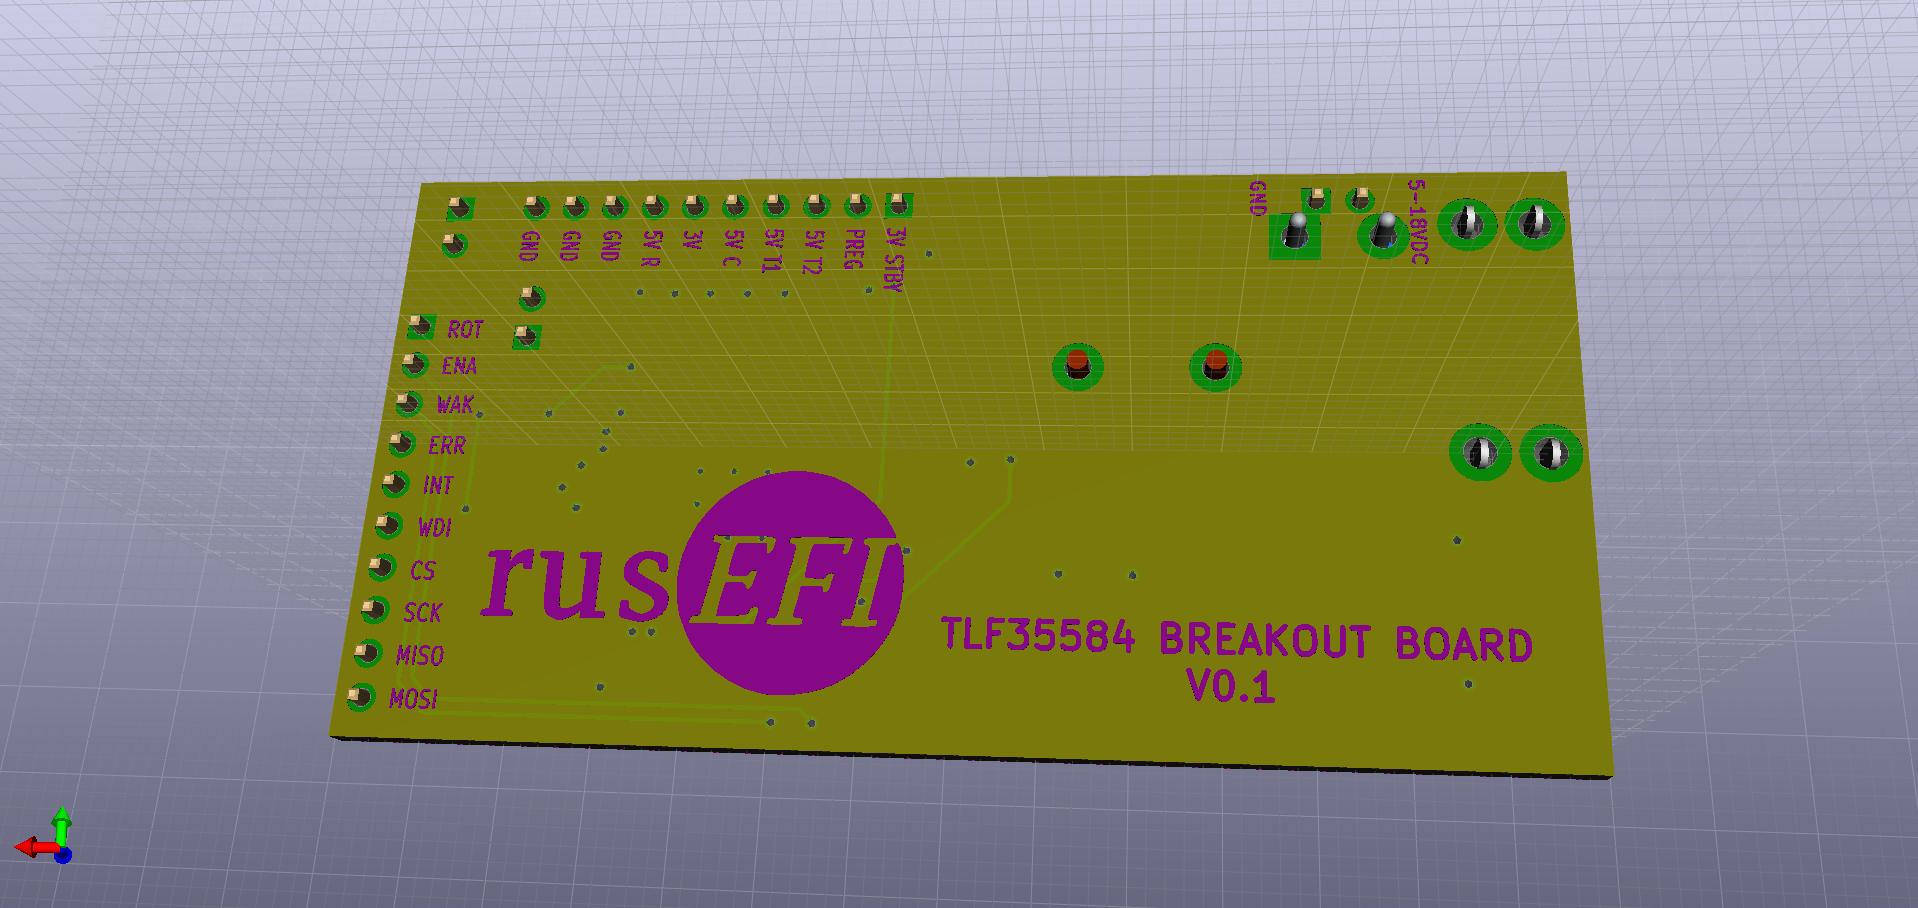 GND
GND
GND
5V R
3V
5V C
5V T1
5V T2
PREG
3V STBY
GND
5-18VDC
ROT
ENA
WAK
ERR
INT
WDI
CS
SCK
MISO
MOSI
rusEFI
TLF35584 BREAKOUT BOARD
V0.1